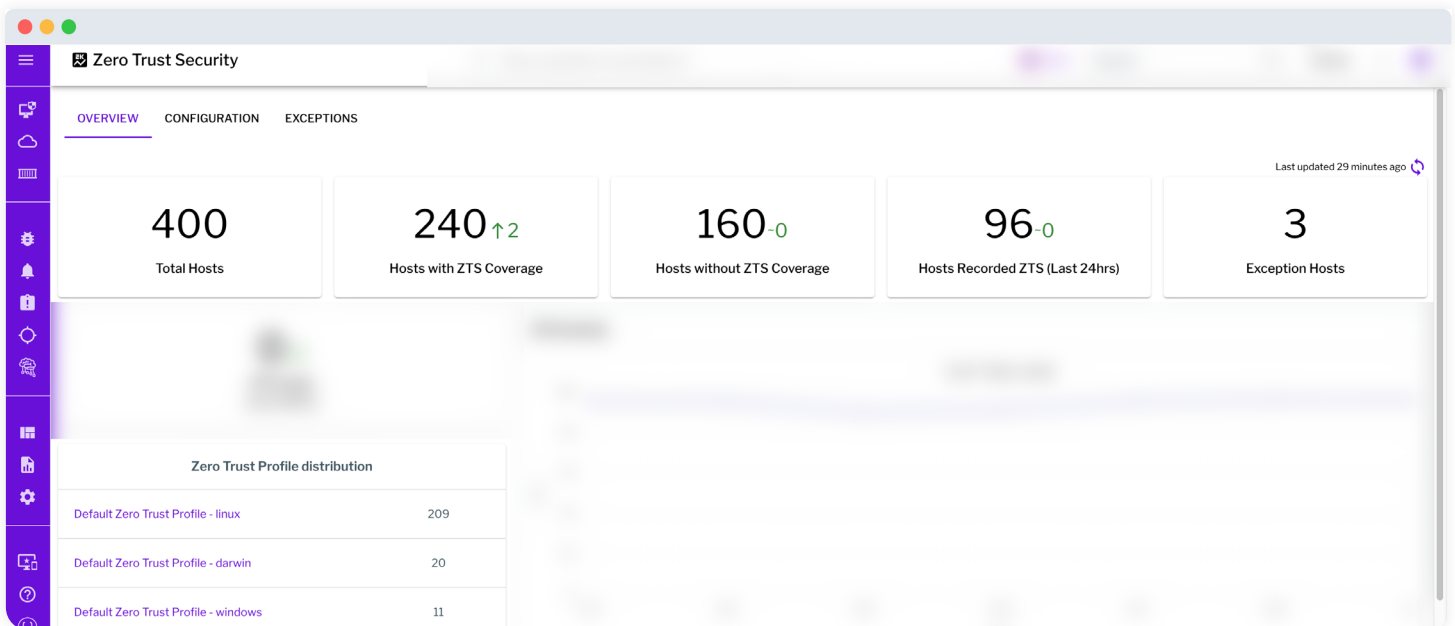 Zero Trust Security
OVERVIEW CONFIGURATION EXCEPTIONS
Last updated 29 minutes ago
400
Total Hosts
240 ↑2
Hosts with ZTS Coverage
160 -0
Hosts without ZTS Coverage
96 -0
Hosts Recorded ZTS (Last 24hrs)
3
Exception Hosts
Zero Trust Profile distribution
Default Zero Trust Profile - linux 209
Default Zero Trust Profile - darwin 20
Default Zero Trust Profile - windows 11